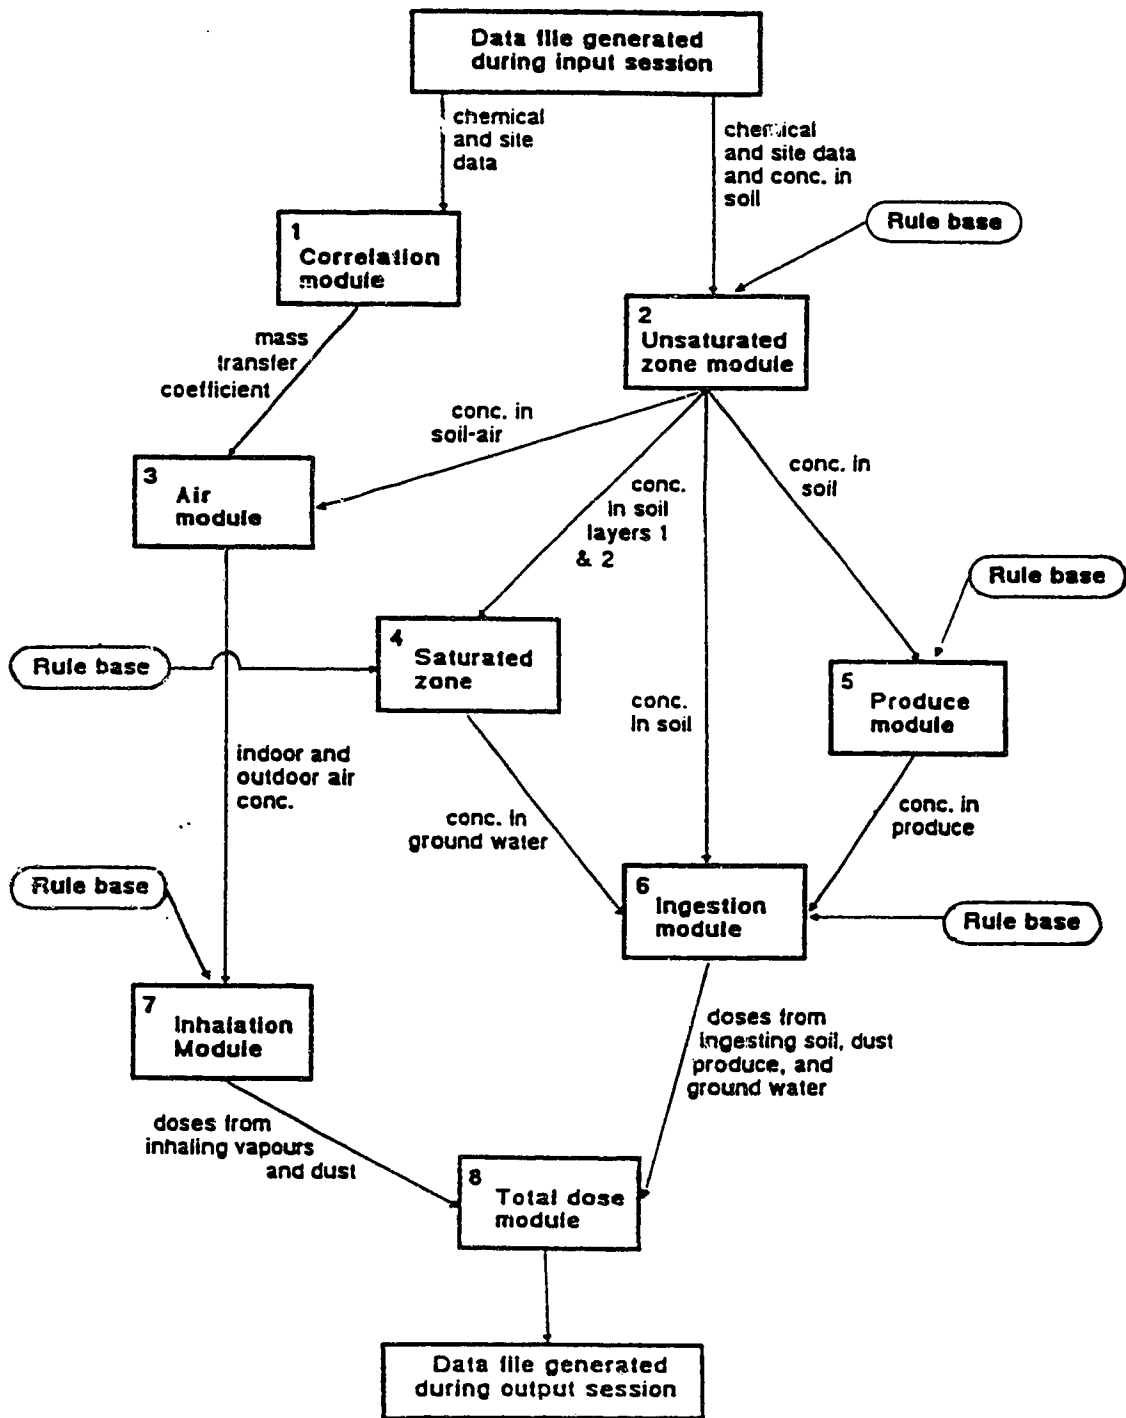 Data file generated
during input session
chemical
and site
data
chemical
and site data
and conc. in
soil
Rule base
1
Correlation
module
2
Unsaturated
zone module
mass
transfer
coefficient
conc. in
soil-air
3
Air
module
conc.
in soil
layers 1
& 2
conc. in
soil
Rule base
Rule base
4
Saturated
zone
5
Produce
module
conc.
in soil
indoor and
outdoor air
conc.
conc. in
ground water
conc. in
produce
Rule base
6
Ingestion
module
Rule base
7
Inhalation
Module
doses from
ingesting soil, dust
produce, and
ground water
doses from
inhaling vapours
and dust
8
Total dose
module
Data file generated
during output session